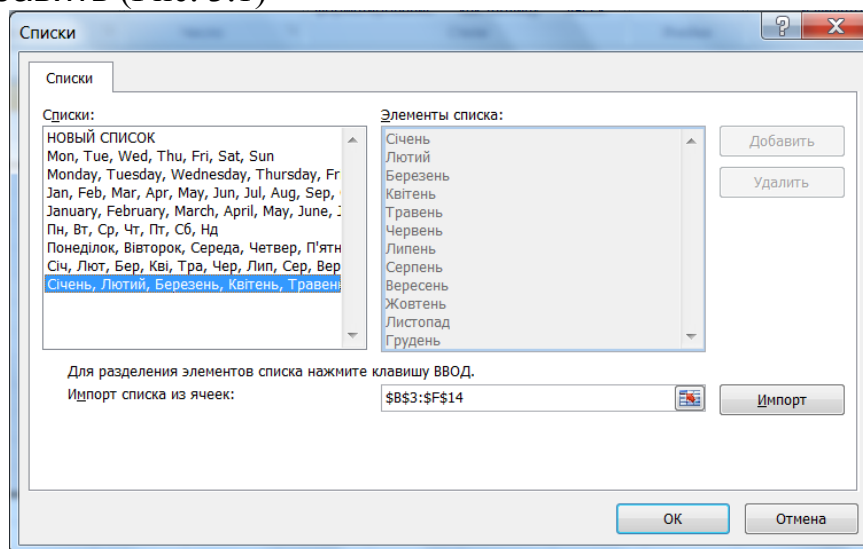 Списки
Списки
Списки:
НОВЫЙ СПИСОК
Mon, Tue, Wed, Thu, Fri, Sat, Sun
Monday, Tuesday, Wednesday, Thursday, Fr
Jan, Feb, Mar, Apr, May, Jun, Jul, Aug, Sep,
January, February, March, April, May, June,
Пн, Вт, Ср, Чт, Пт, Сб, Нд
Понеділок, Вівторок, Середа, Четвер, П'ятн
Січ, Лют, Бер, Кві, Тра, Чер, Лип, Сер, Вер
Січень, Лютий, Березень, Квітень, Травень
Элементы списка:
Січень
Лютий
Березень
Квітень
Травень
Червень
Липень
Серпень
Вересень
Жовтень
Листопад
Грудень
Добавить
Удалить
Для разделения элементов списка нажмите клавишу ВВОД.
Импорт списка из ячеек:
$B$3:$F$14
Импорт
ОК
Отмена